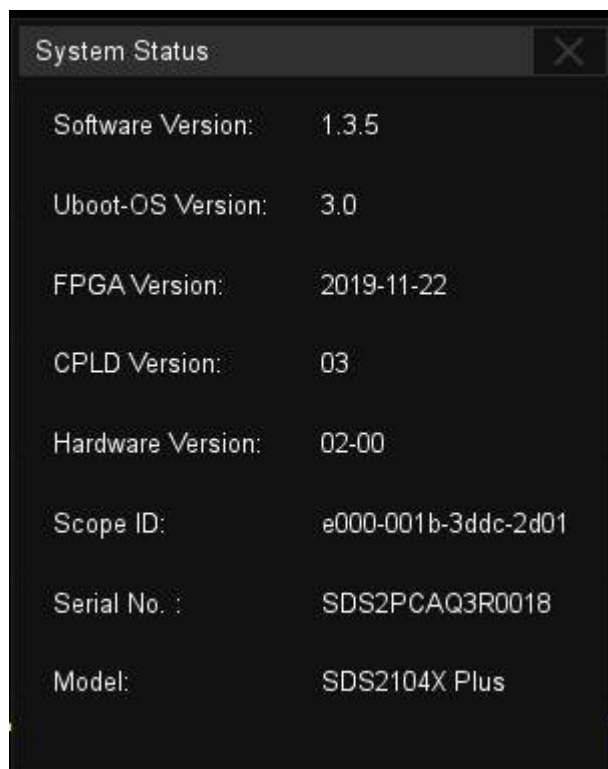 System Status
Software Version: 1.3.5
Uboot-OS Version: 3.0
FPGA Version: 2019-11-22
CPLD Version: 03
Hardware Version: 02-00
Scope ID: e000-001b-3ddc-2d01
Serial No. : SDS2PCAQ3R0018
Model: SDS2104X Plus